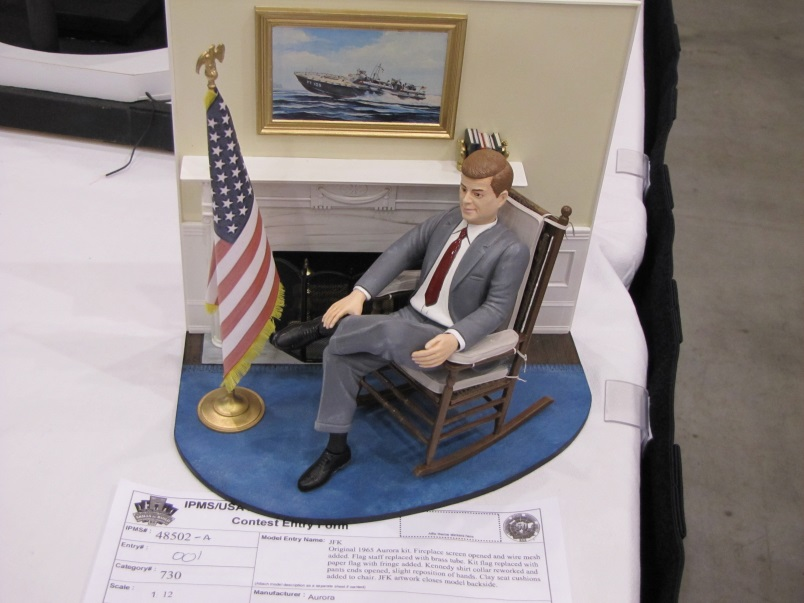 IPMS/USA
Contest Entry Form
IPMS#: 48502-A
Entry#: 001
Category#: 730
Scale: 1 12
Model Entry Name: JFK
Original 1965 Aurora kit. Fireplace screen opened and wire mesh
added. Flag staff replaced with brass tube. Kit flag replaced with
paper flag with fringe added. Kennedy shirt collar reworked and
pants ends opened, slight reposition of hands. Clay seat cushions
added to chair. JFK artwork closes model backside.
Manufacturer: Aurora